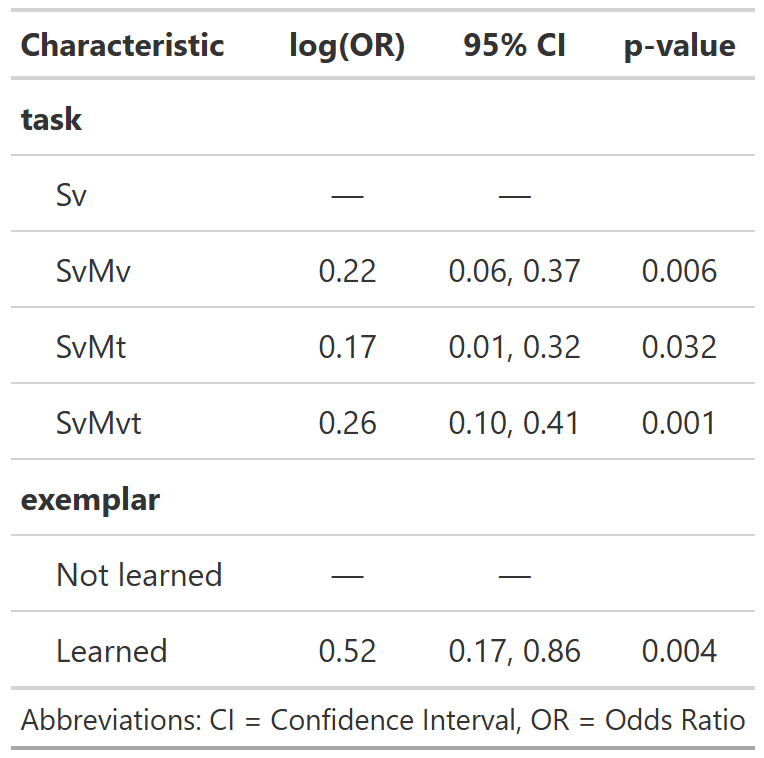 Characteristic log(OR) 95% CI p-value
task
Sv — —
SvMv 0.22 0.06, 0.37 0.006
SvMt 0.17 0.01, 0.32 0.032
SvMvt 0.26 0.10, 0.41 0.001
exemplar
Not learned — —
Learned 0.52 0.17, 0.86 0.004
Abbreviations: CI = Confidence Interval, OR = Odds Ratio